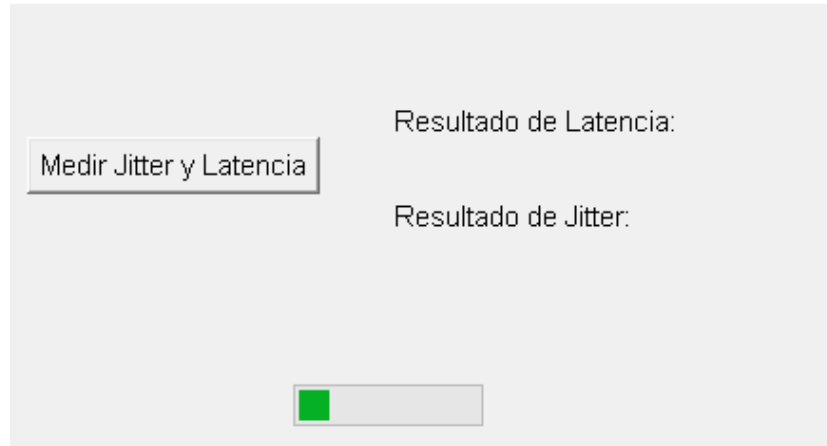 Resultado de Latencia:
Medir Jitter y Latencia
Resultado de Jitter: